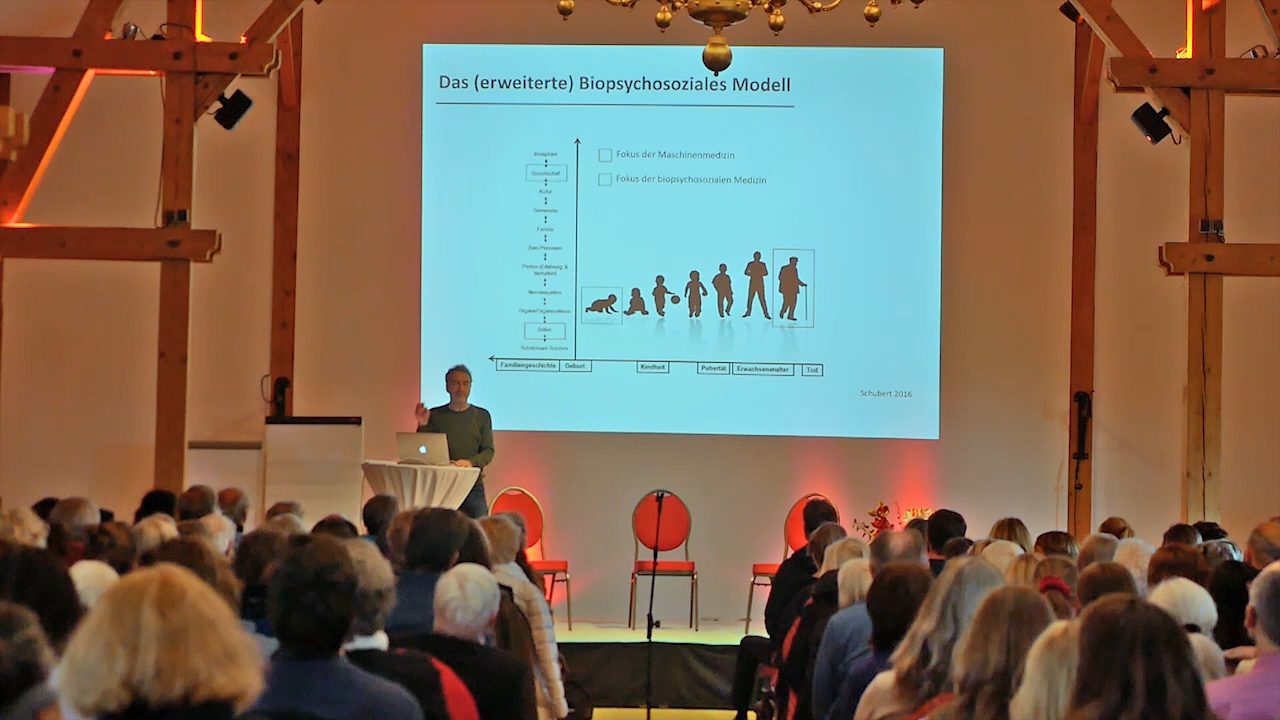 Das (erweiterte) Biopsychosoziales Modell
Fokus der Maschinenmedizin
Fokus der biopsychosozialen Medizin
Biosphäre
Gesellschaft
Kultur
Gemeinde
Familie
Zwei Personen
Person (Erfahrung &
Verhalten)
Nervensystem
Organe/Organsysteme
Zellen
Familiengeschichte
Geburt
Kindheit
Pubertät
Erwachsenenalter
Tod
Schubert 2016